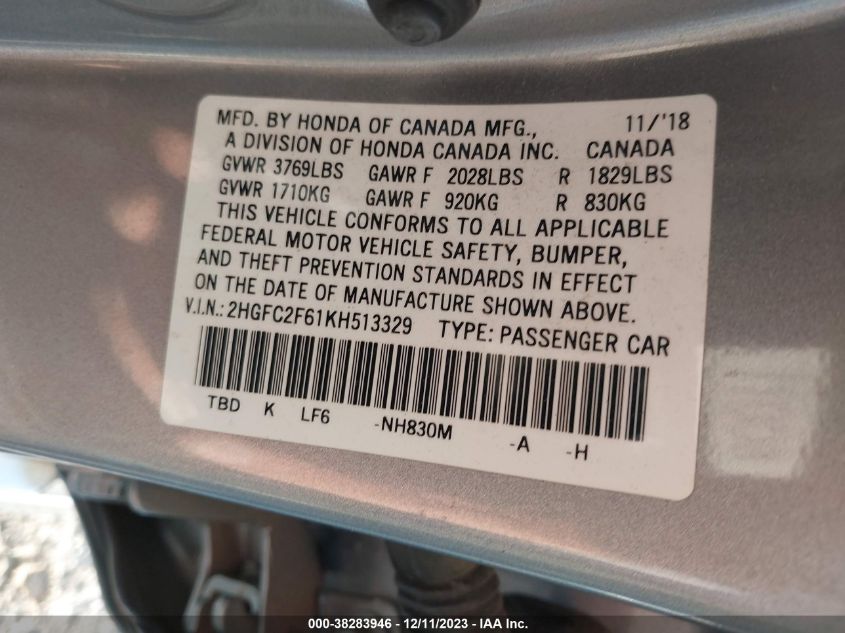 MFD. BY HONDA OF CANADA MFG., 11/'18
A DIVISION OF HONDA CANADA INC. CANADA
GVWR 3769LBS GAWR F 2028LBS R 1829LBS
GVWR 1710KG GAWR F 920KG R 830KG
THIS VEHICLE CONFORMS TO ALL APPLICABLE
FEDERAL MOTOR VEHICLE SAFETY, BUMPER,
AND THEFT PREVENTION STANDARDS IN EFFECT
ON THE DATE OF MANUFACTURE SHOWN ABOVE.
V.I.N.: 2HGFC2F61KH513329 TYPE: PASSENGER CAR
TBD K LF6 -NH830M -A -H
000-38283946 - 12/11/2023 - IAA Inc.